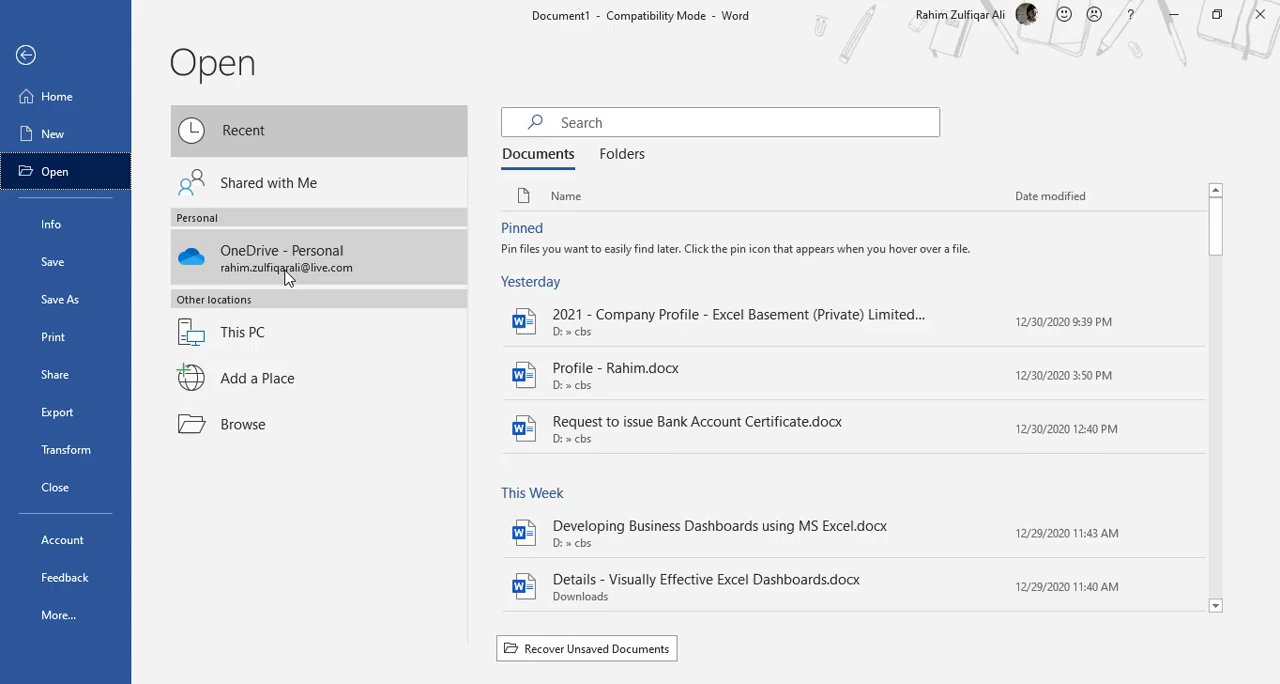 Document1 - Compatibility Mode - Word
Rahim Zulfiqar Ali
?
Home
New
Open
Info
Save
Save As
Print
Share
Export
Transform
Close
Account
Feedback
More...
Open
Recent
Shared with Me
Personal
OneDrive - Personal
rahim.zulfiqarali@live.com
Other locations
This PC
Add a Place
Browse
Search
Documents Folders
Name Date modified
Pinned
Pin files you want to easily find later. Click the pin icon that appears when you hover over a file.
Yesterday
2021 - Company Profile - Excel Basement (Private) Limited...
D: » cbs
12/30/2020 9:39 PM
Profile - Rahim.docx
D: » cbs
12/30/2020 3:50 PM
Request to issue Bank Account Certificate.docx
D: » cbs
12/30/2020 12:40 PM
This Week
Developing Business Dashboards using MS Excel.docx
D: » cbs
12/29/2020 11:43 AM
Details - Visually Effective Excel Dashboards.docx
Downloads
12/29/2020 11:40 AM
Recover Unsaved Documents